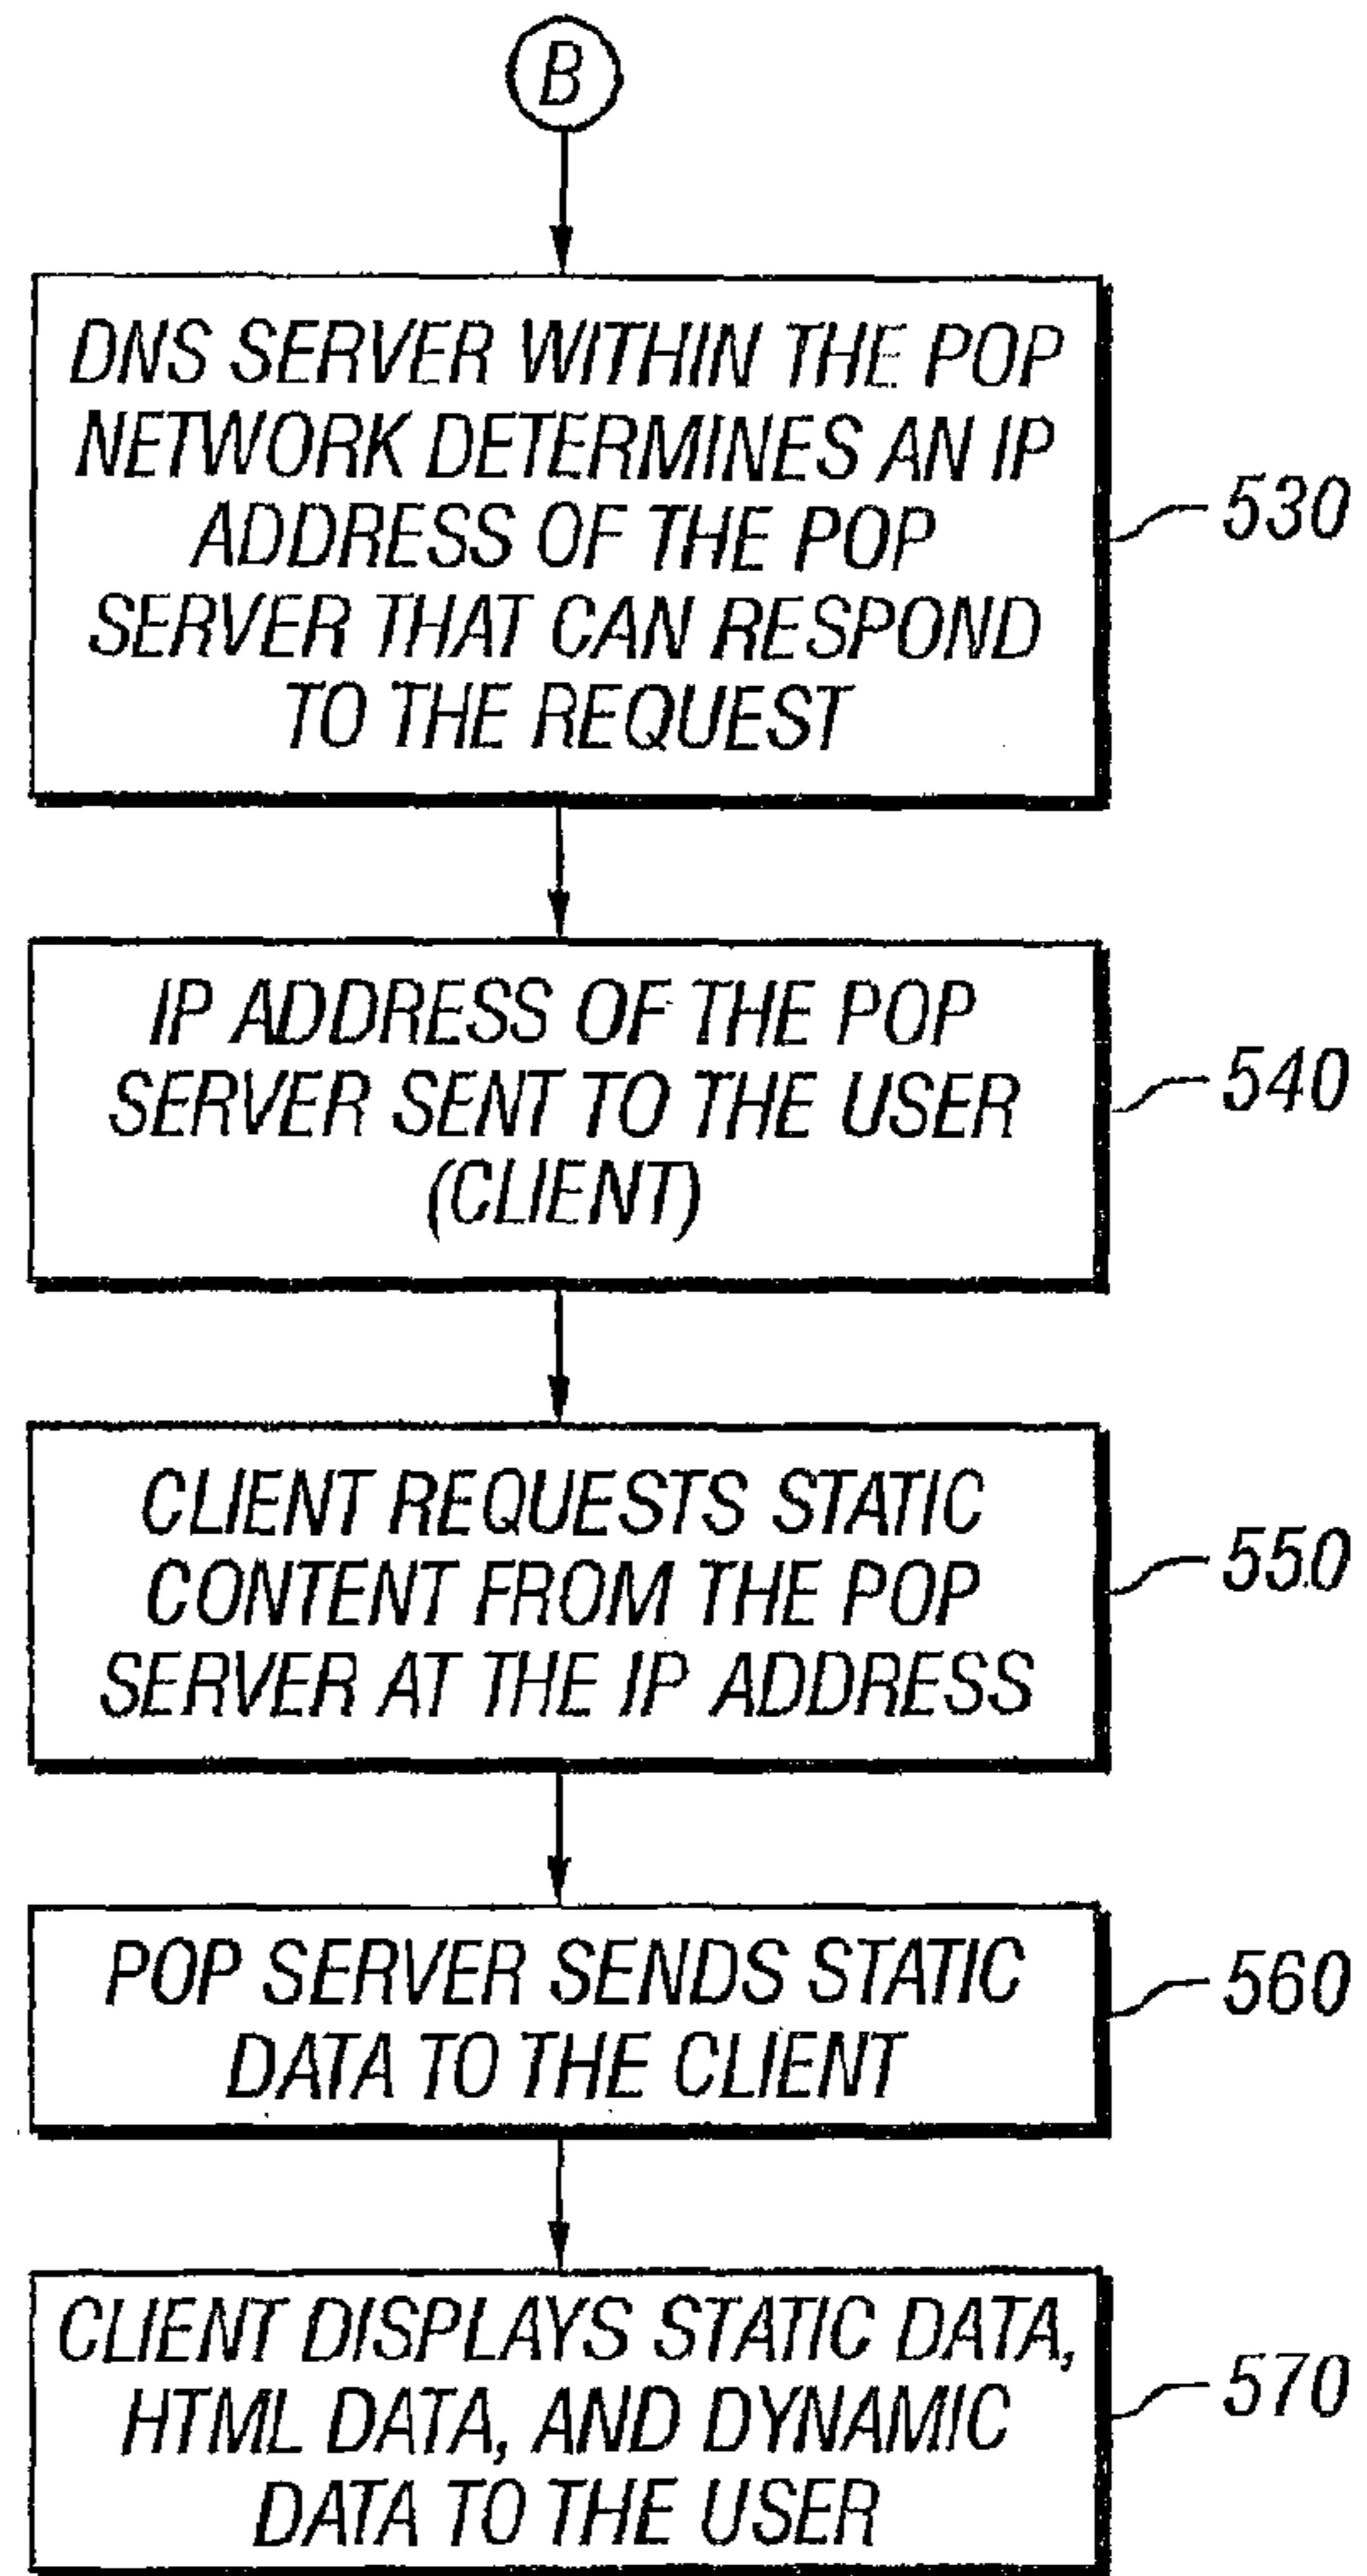 B
DNS SERVER WITHIN THE POP
NETWORK DETERMINES AN IP
ADDRESS OF THE POP
SERVER THAT CAN RESPOND
TO THE REQUEST
530
IP ADDRESS OF THE POP
SERVER SENT TO THE USER
(CLIENT)
540
CLIENT REQUESTS STATIC
CONTENT FROM THE POP
SERVER AT THE IP ADDRESS
550
POP SERVER SENDS STATIC
DATA TO THE CLIENT
560
CLIENT DISPLAYS STATIC DATA,
HTML DATA, AND DYNAMIC
DATA TO THE USER
570